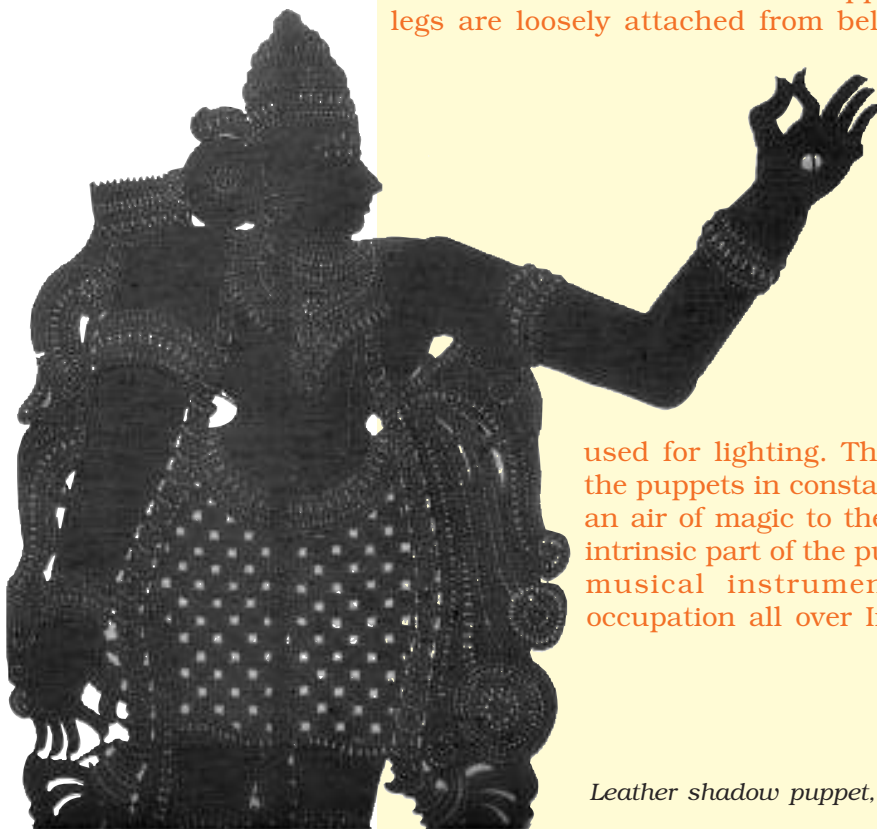 legs are loosely attached from bel
used for lighting. Th
the puppets in consta
an air of magic to the
intrinsic part of the pu
musical instrumen
occupation all over I
Leather shadow puppet,